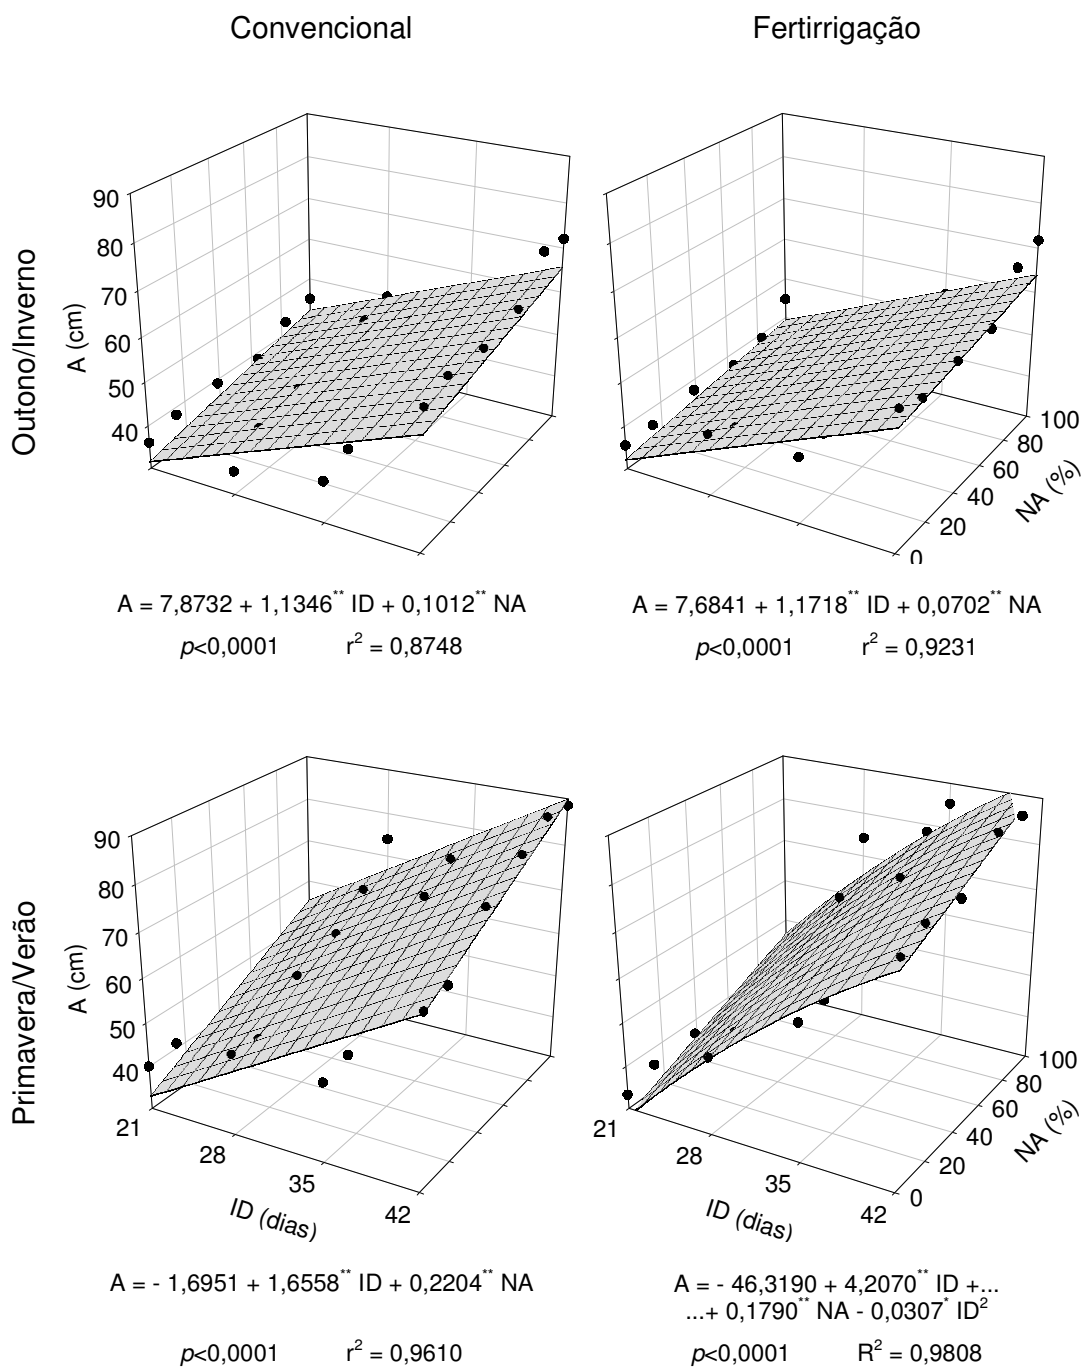 Convencional
Fertirrigação
Outono/Inverno
A (cm)
90
80
70
60
50
40
100
80
60
40
20
0
NA (%)
A = 7,8732 + 1,1346** ID + 0,1012** NA
p<0,0001 r² = 0,8748
A = 7,6841 + 1,1718** ID + 0,0702** NA
p<0,0001 r² = 0,9231
Primavera/Verão
A (cm)
90
80
70
60
50
40
21
28
35
42
ID (dias)
21
28
35
42
ID (dias)
100
80
60
40
20
0
NA (%)
A = - 1,6951 + 1,6558** ID + 0,2204** NA
p<0,0001 r² = 0,9610
A = - 46,3190 + 4,2070** ID +...
...+ 0,1790** NA - 0,0307* ID²
p<0,0001 R² = 0,9808